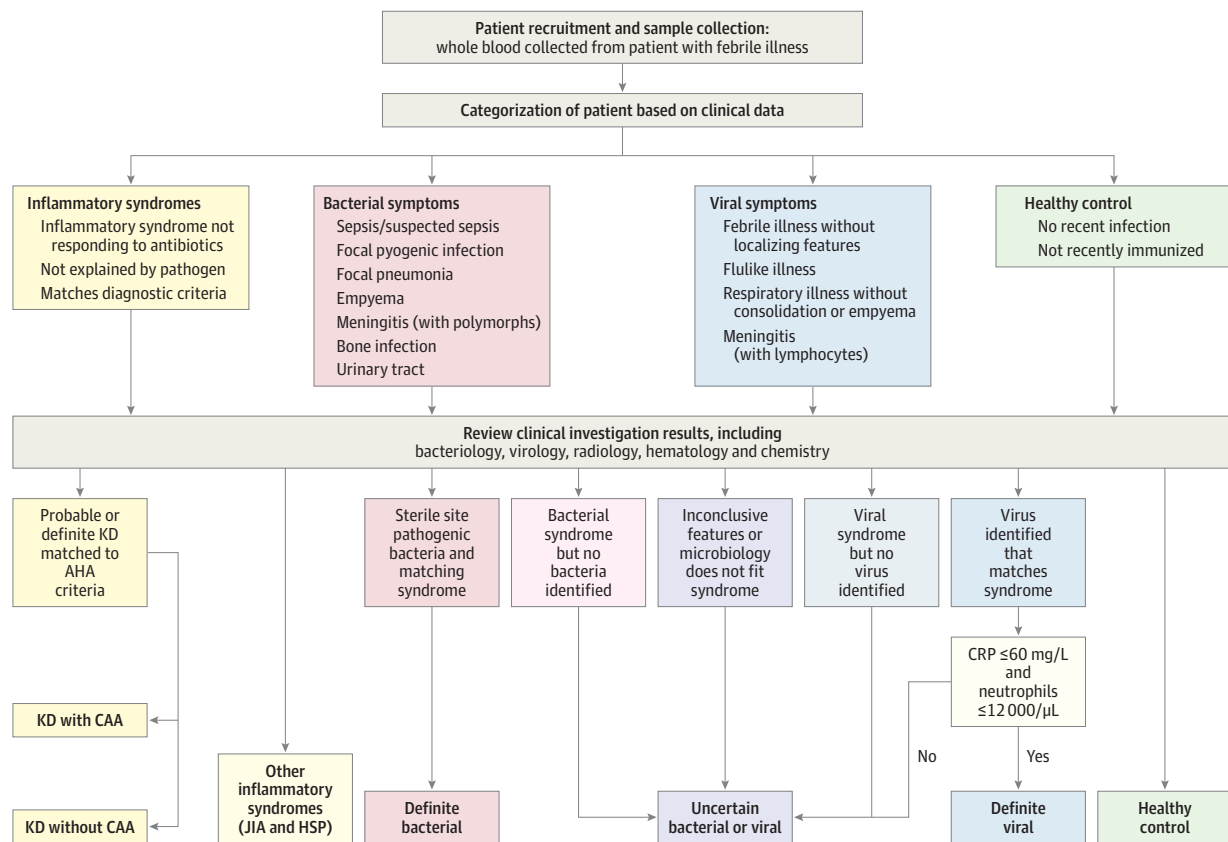 Patient recruitment and sample collection:
whole blood collected from patient with febrile illness
Categorization of patient based on clinical data
Inflammatory syndromes
Inflammatory syndrome not
responding to antibiotics
Not explained by pathogen
Matches diagnostic criteria
Bacterial symptoms
Sepsis/suspected sepsis
Focal pyogenic infection
Focal pneumonia
Empyema
Meningitis (with polymorphs)
Bone infection
Urinary tract
Viral symptoms
Febrile illness without
localizing features
Flulike illness
Respiratory illness without
consolidation or empyema
Meningitis
(with lymphocytes)
Healthy control
No recent infection
Not recently immunized
Review clinical investigation results, including
bacteriology, virology, radiology, hematology and chemistry
Probable or
definite KD
matched to
AHA
criteria
Sterile site
pathogenic
bacteria and
matching
syndrome
Bacterial
syndrome
but no
bacteria
identified
Inconclusive
features or
microbiology
does not fit
syndrome
Viral
syndrome
but no
virus
identified
Virus
identified
that
matches
syndrome
CRP ≤60 mg/L
and
neutrophils
≤12 000/µL
KD with CAA
No
Yes
KD without CAA
Other
inflammatory
syndromes
(JIA and HSP)
Definite
bacterial
Uncertain
bacterial or viral
Definite
viral
Healthy
control